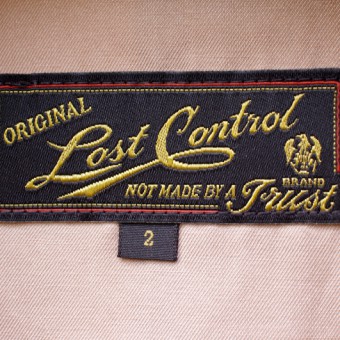 ORIGINAL
Lost Control
NOT MADE BY A Trust
BRAND
2